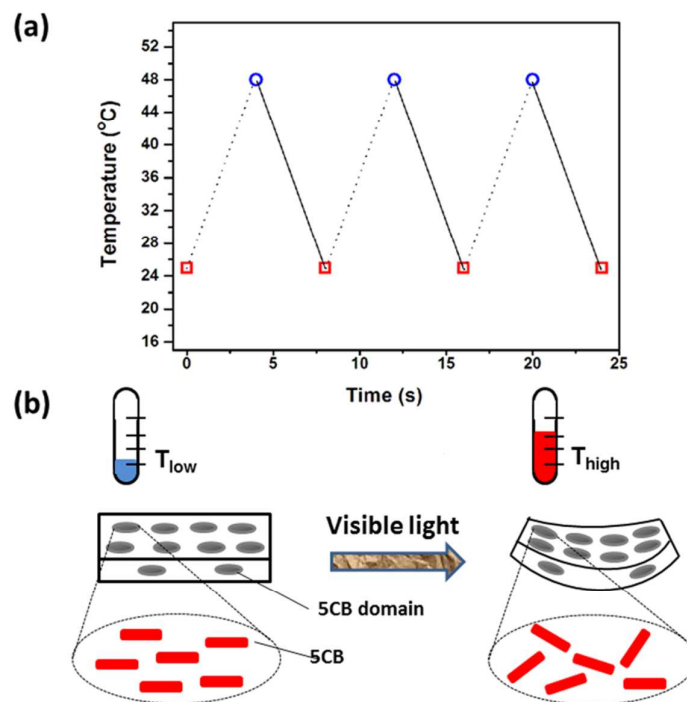 (a)
52
48
44
40
36
32
28
24
20
16
Temperature (°C)
0 5 10 15 20 25
Time (s)
(b)
Tlow
Thigh
Visible light
5CB domain
5CB